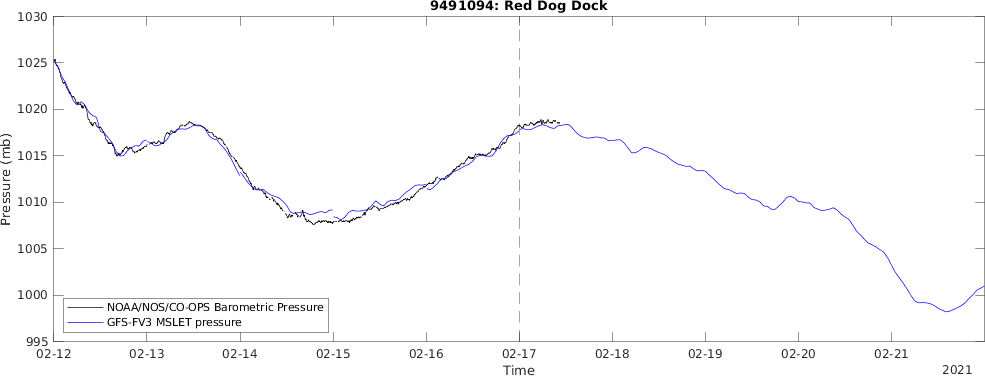 9491094: Red Dog Dock
1030
1025
1020
1015
1010
1005
1000
995
Pressure (mb)
NOAA/NOS/CO-OPS Barometric Pressure
GFS-FV3 MSLET pressure
02-12 02-13 02-14 02-15 02-16 02-17 02-18 02-19 02-20 02-21
Time
2021